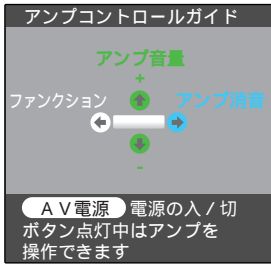 アンプコントロールガイド
アンプ音量
+
ファンクション アンプ消音
-
AV電源 電源の入/切
ボタン点灯中はアンプを
操作できます